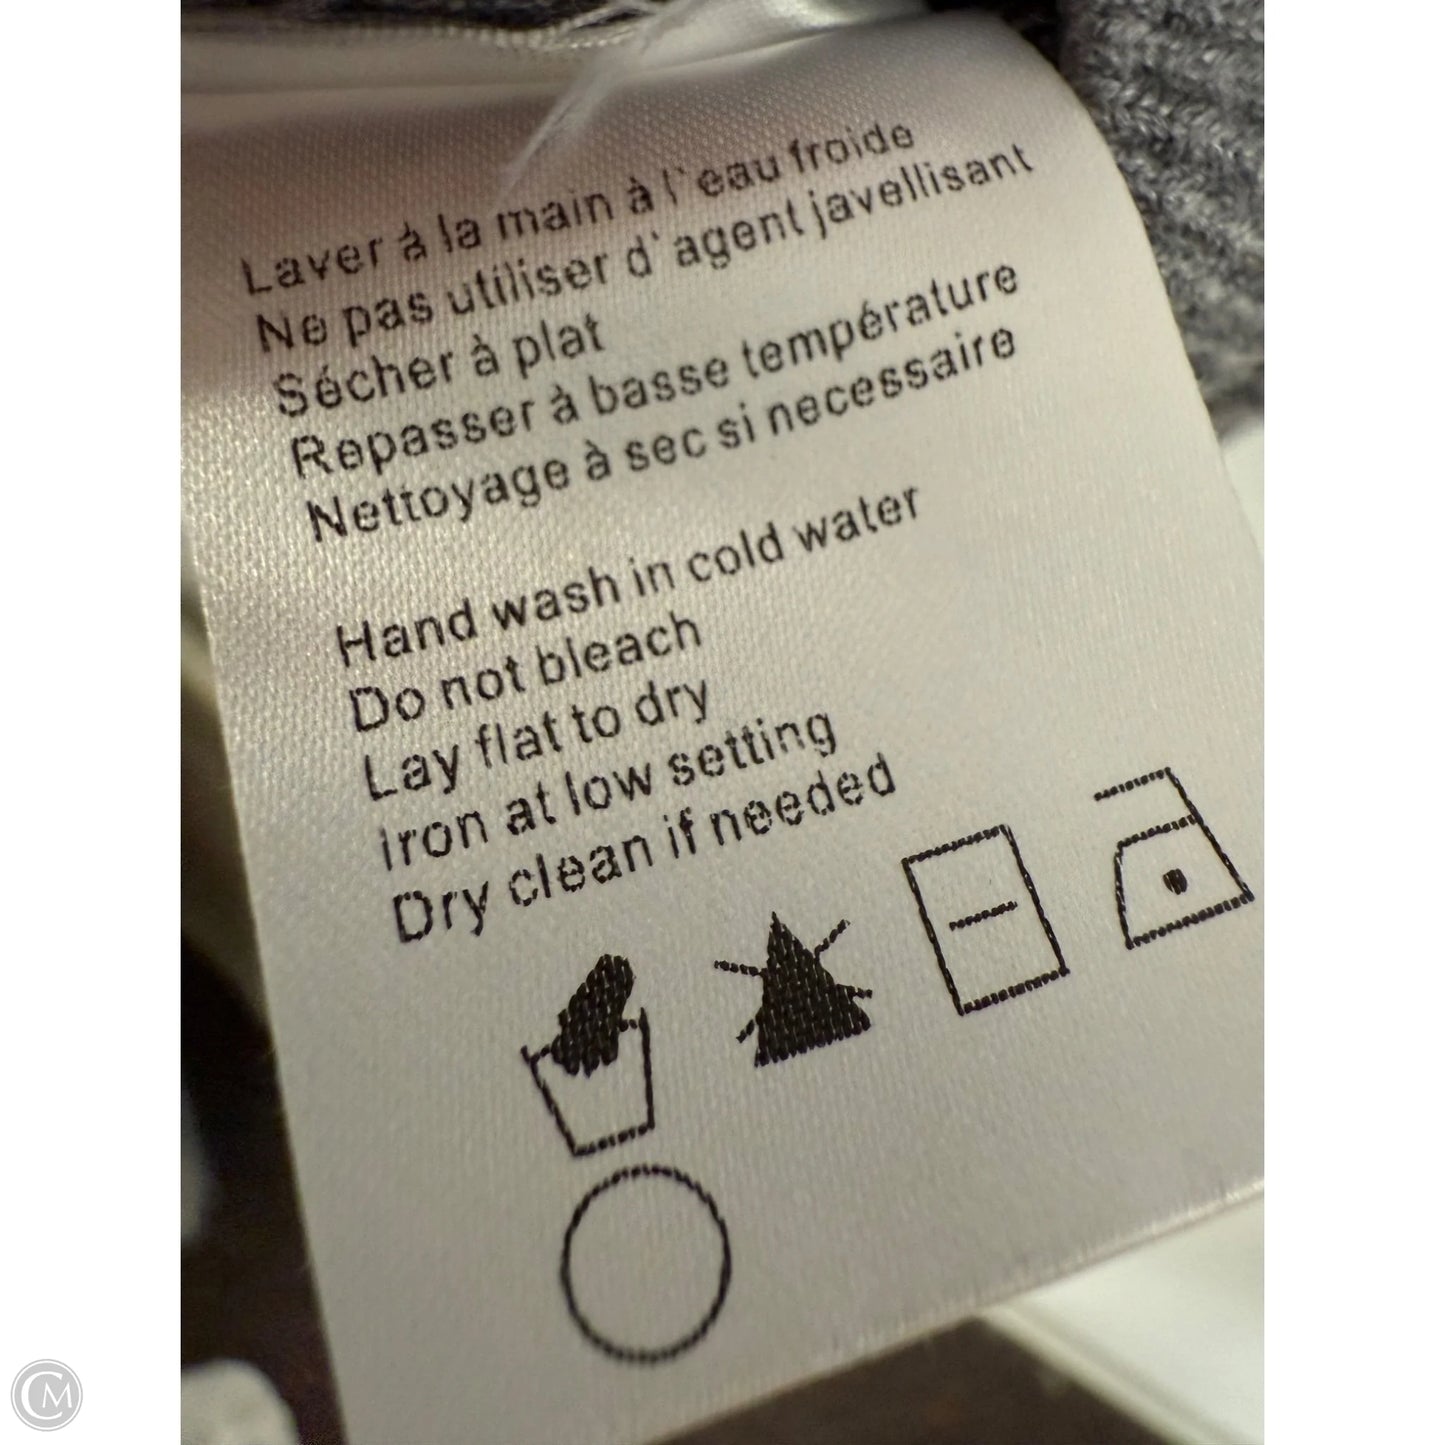 Laver à la main à l'eau froide
Ne pas utiliser d'agent javellisant
Sécher à plat
Repasser à basse température
Nettoyage à sec si necessaire
Hand wash in cold water
Do not bleach
Lay flat to dry
Iron at low setting
Dry clean if needed
CM